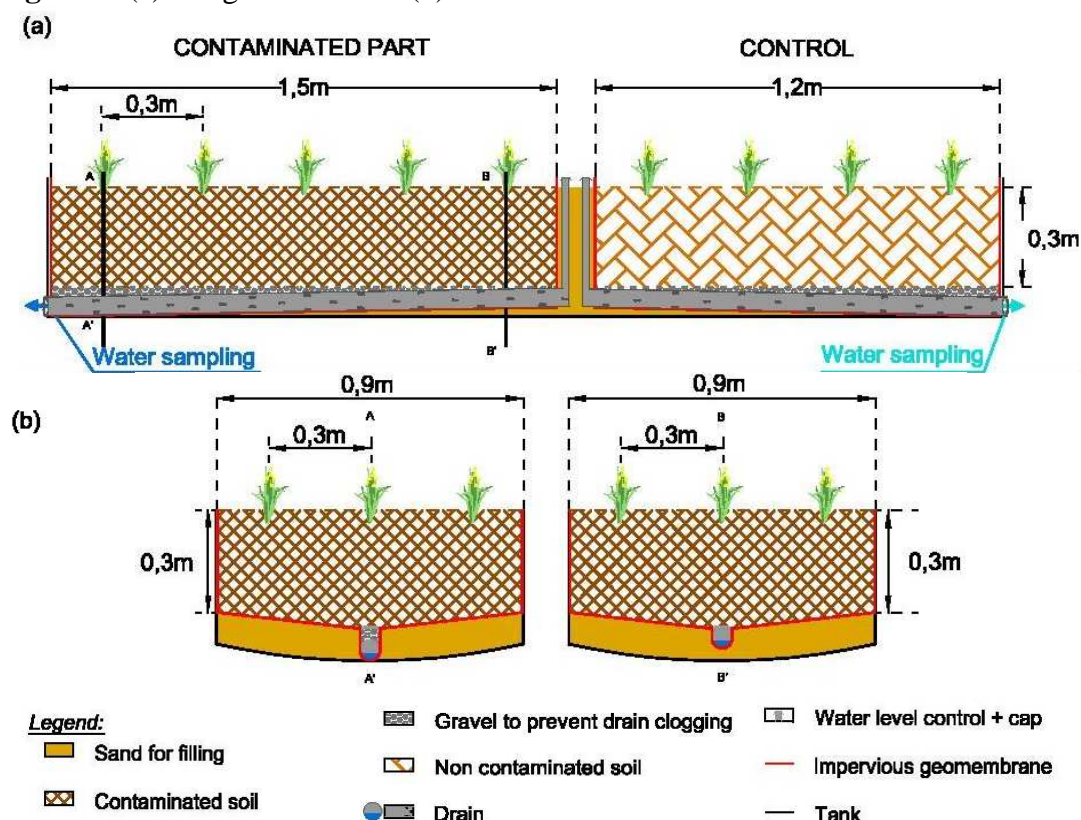 (a)
CONTAMINATED PART CONTROL
1,5m 1,2m
0,3m
A B
0,3m
A' B'
Water sampling Water sampling
(b)
0,9m 0,9m
A B
0,3m 0,3m
0,3m 0,3m
A' B'
Legend:
Sand for filling
Contaminated soil
Gravel to prevent drain clogging
Non contaminated soil
Drain
Water level control + cap
Impervious geomembrane
Tank